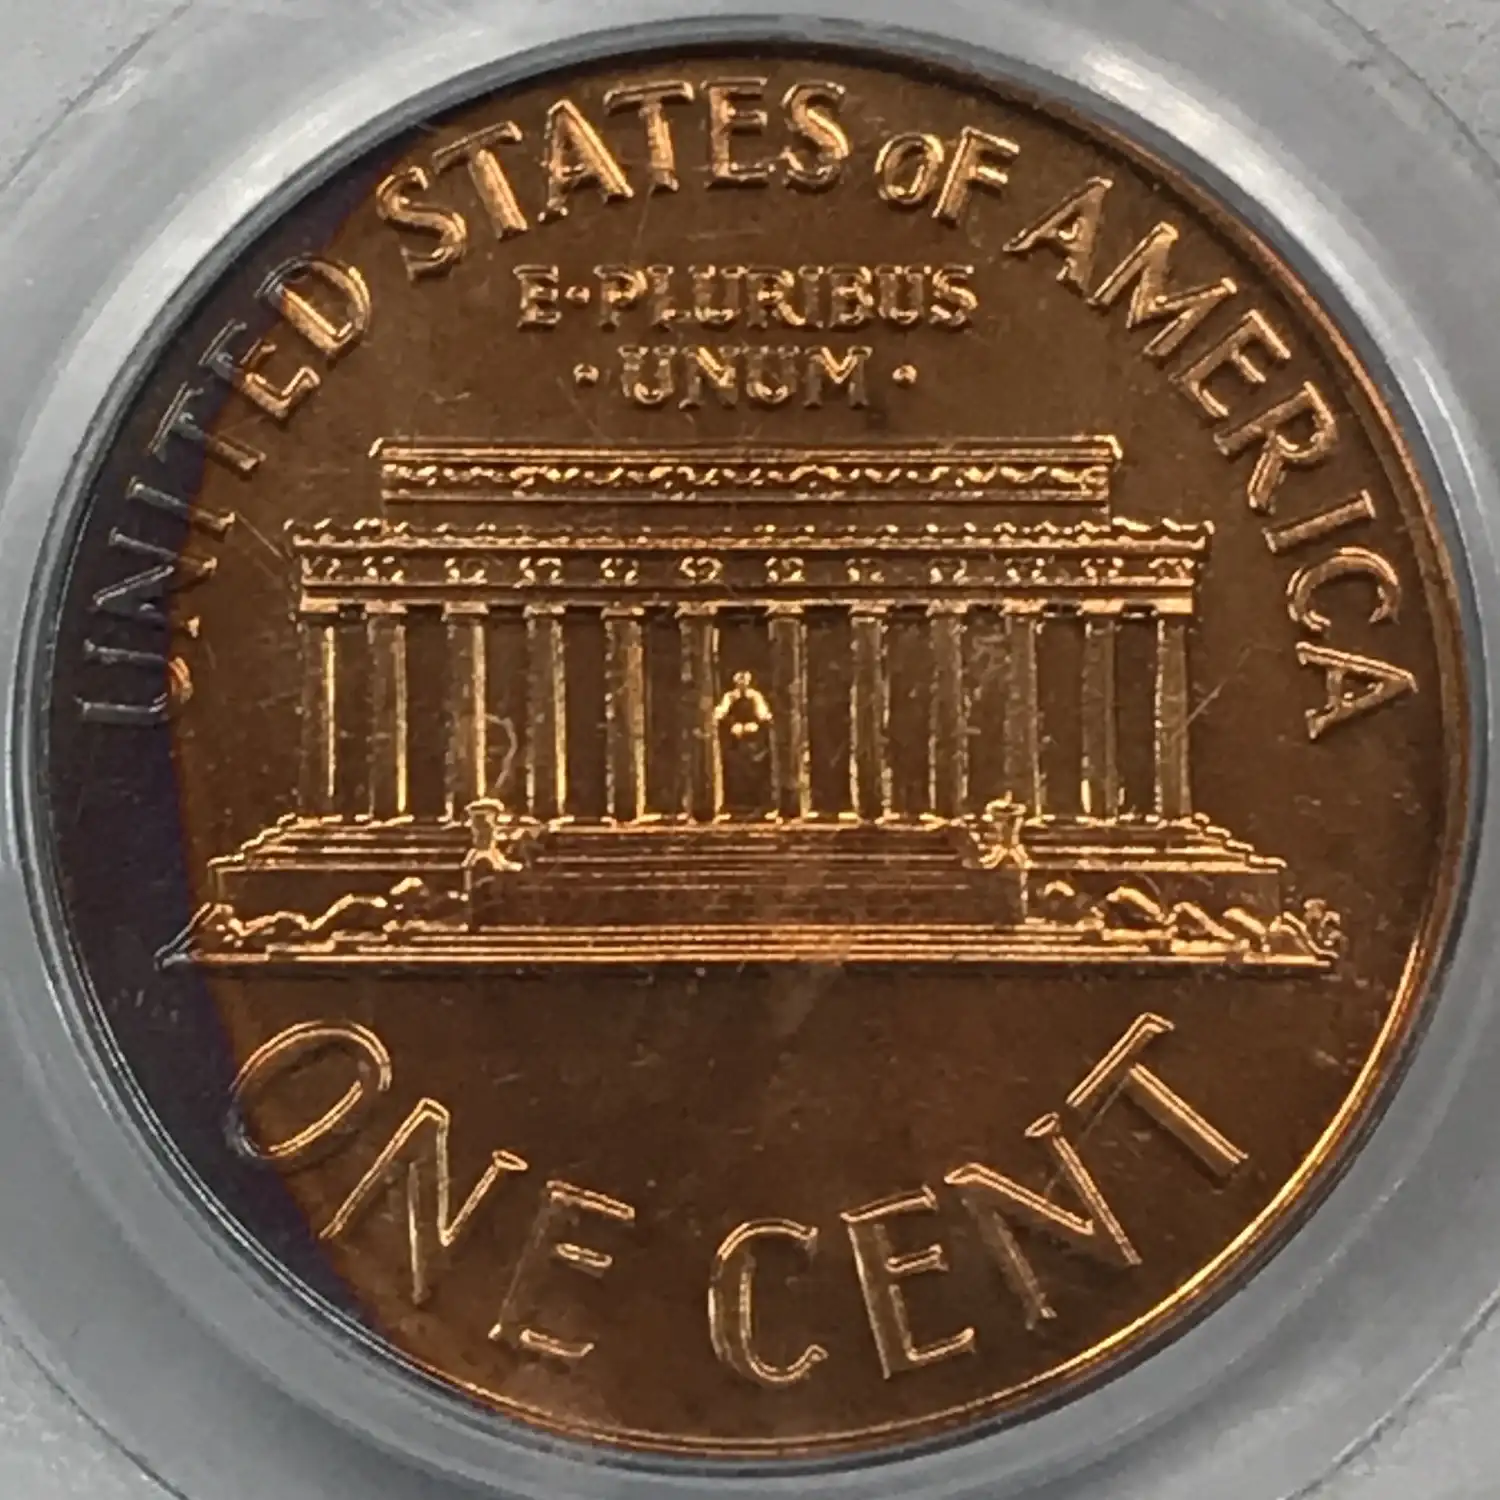 UNITED STATES OF AMERICA
E·PLURIBUS
·UNUM·
ONE CENT